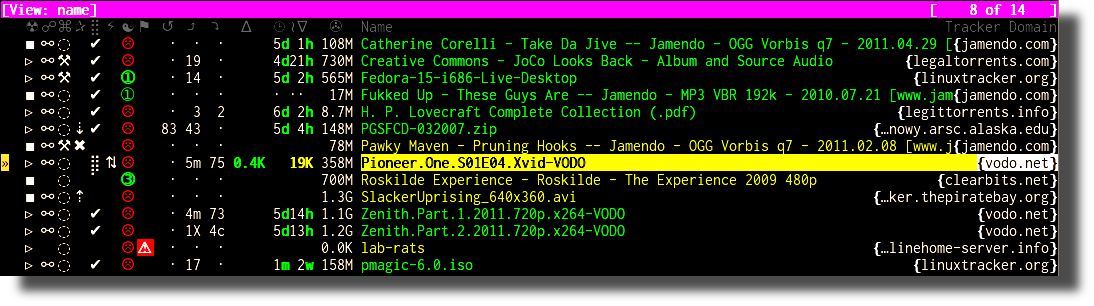 [View: name] [ 8 of 14 ]
☢ ☍ ⌘ ✰ ⣿ ⚡ ☯ ⚑ ↺ ⤴ ⤵ ∆ ⊙ ≀∇ ✇ Name Tracker Domain
■ ⚯ ◌ ✔ ☹ · · · 5d 1h 108M Catherine Corelli - Take Da Jive -- Jamendo - OGG Vorbis q7 - 2011.04.29 [{jamendo.com}
▹ ⚯ ⚒ ◌ ✔ ☹ · 19 · 4d21h 730M Creative Commons - JoCo Looks Back - Album and Source Audio {legaltorrents.com}
▹ ⚯ ⚒ ✔ ➀ · 14 · 5d 2h 565M Fedora-15-i686-Live-Desktop {linuxtracker.org}
■ ⚯ ◌ ✔ ① · · · · ·· 17M Fukked Up - These Guys Are -- Jamendo - MP3 VBR 192k - 2010.07.21 [www.jam{jamendo.com}
▹ ⚯ ◌ ✔ ☹ · 3 2 6d 2h 8.7M H. P. Lovecraft Complete Collection (.pdf) {legittorrents.info}
▹ ⚯ ◌ ⇣ ✔ ☹ 83 43 · 5d 4h 148M PGSFCD-032007.zip {…nowy.arsc.alaska.edu}
■ ⚯ ⚒ ✖ ☹ 78M Pawky Maven - Pruning Hooks -- Jamendo - OGG Vorbis q7 - 2011.02.08 [www.j{jamendo.com}
» ▹ ⚯ ◌ ⣿ ⇅ ☹ · 5m 75 0.4K 19K 358M Pioneer.One.S01E04.Xvid-VODO {vodo.net}
■ ◌ ③ 700M Roskilde Experience - Roskilde - The Experience 2009 480p {clearbits.net}
■ ⚯ ◌ ⇡ ☹ 1.3G SlackerUprising_640x360.avi {…ker.thepiratebay.org}
▹ ⚯ ◌ ✔ ☹ · 4m 73 5d14h 1.1G Zenith.Part.1.2011.720p.x264-VODO {vodo.net}
▹ ⚯ ◌ ✔ ☹ · 1X 4c 5d13h 1.2G Zenith.Part.2.2011.720p.x264-VODO {vodo.net}
▹ ◌ ☹ ⚠ 0.0K lab-rats {…linehome-server.info}
▹ ⚯ ◌ ✔ ☹ · 17 · 1m 2w 158M pmagic-6.0.iso {linuxtracker.org}